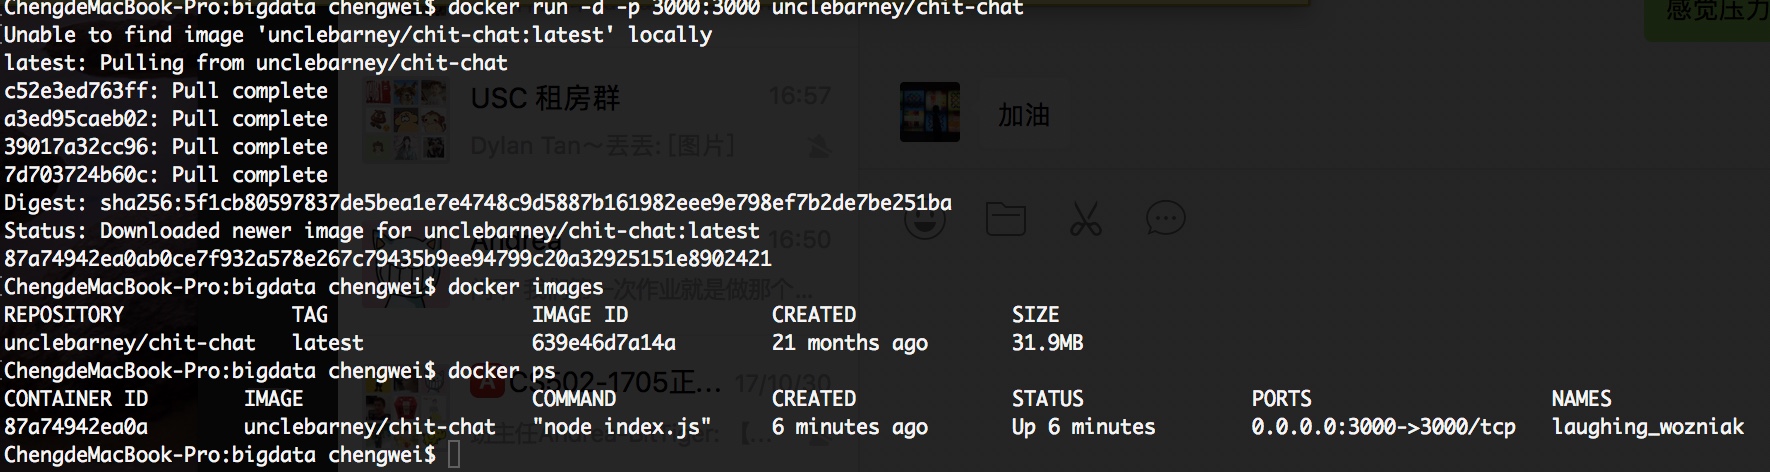 ChengdeMacBook-Pro:bigdata chengwei$ docker run -d -p 3000:3000 unclebarney/chit-chat
Unable to find image 'unclebarney/chit-chat:latest' locally
latest: Pulling from unclebarney/chit-chat
c52e3ed763ff: Pull complete
a3ed95caeb02: Pull complete
39017a32cc96: Pull complete
7d703724b60c: Pull complete
Digest: sha256:5f1cb80597837de5bea1e7e4748c9d5887b161982eee9e798ef7b2de7be251ba
Status: Downloaded newer image for unclebarney/chit-chat:latest
87a74942ea0ab0ce7f932a578e267c79435b9ee94799c20a32925151e8902421
ChengdeMacBook-Pro:bigdata chengwei$ docker images
REPOSITORY TAG IMAGE ID CREATED SIZE
unclebarney/chit-chat latest 639e46d7a14a 21 months ago 31.9MB
ChengdeMacBook-Pro:bigdata chengwei$ docker ps
CONTAINER ID IMAGE COMMAND CREATED STATUS PORTS NAMES
87a74942ea0a unclebarney/chit-chat "node index.js" 6 minutes ago Up 6 minutes 0.0.0.0:3000->3000/tcp laughing_wozniak
ChengdeMacBook-Pro:bigdata chengwei$
感觉压力
USC 租房群 16:57
Dylan Tan～丢丢: [图片]
加油
Andrea 16:50
一次作业就是做那个...
CS502-1705正... 17/10/30